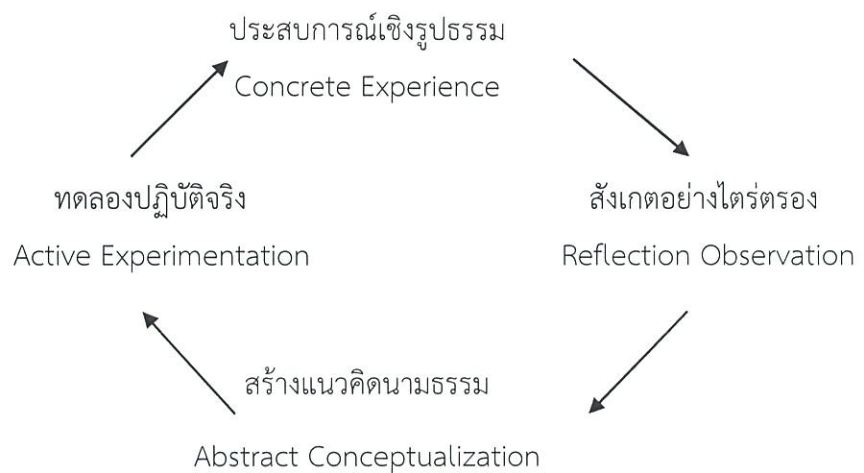 ประสบการณ์เชิงรูปธรรม
Concrete Experience
ทดลองปฏิบัติจริง
Active Experimentation
สังเกตอย่างไตร่ตรอง
Reflection Observation
สร้างแนวคิดนามธรรม
Abstract Conceptualization